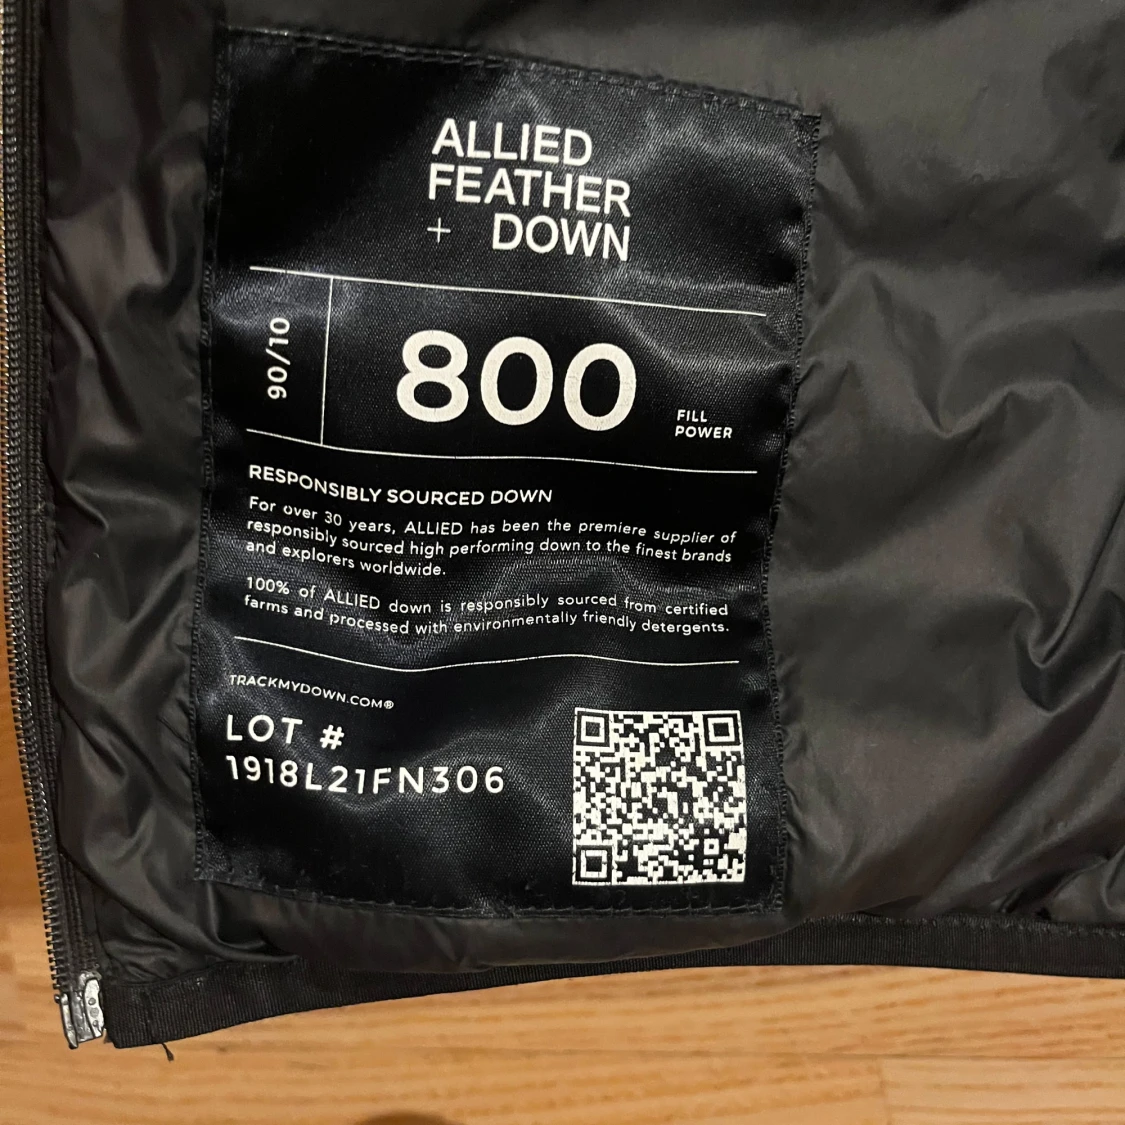 ALLIED
FEATHER
+ DOWN
90/10
800
FILL
POWER
RESPONSIBLY SOURCED DOWN
For over 30 years, ALLIED has been the premiere supplier of
responsibly sourced high performing down to the finest brands
and explorers worldwide.
100% of ALLIED down is responsibly sourced from certified
farms and processed with environmentally friendly detergents.
TRACKMYDOWN.COM®
LOT #
1918L21FN306